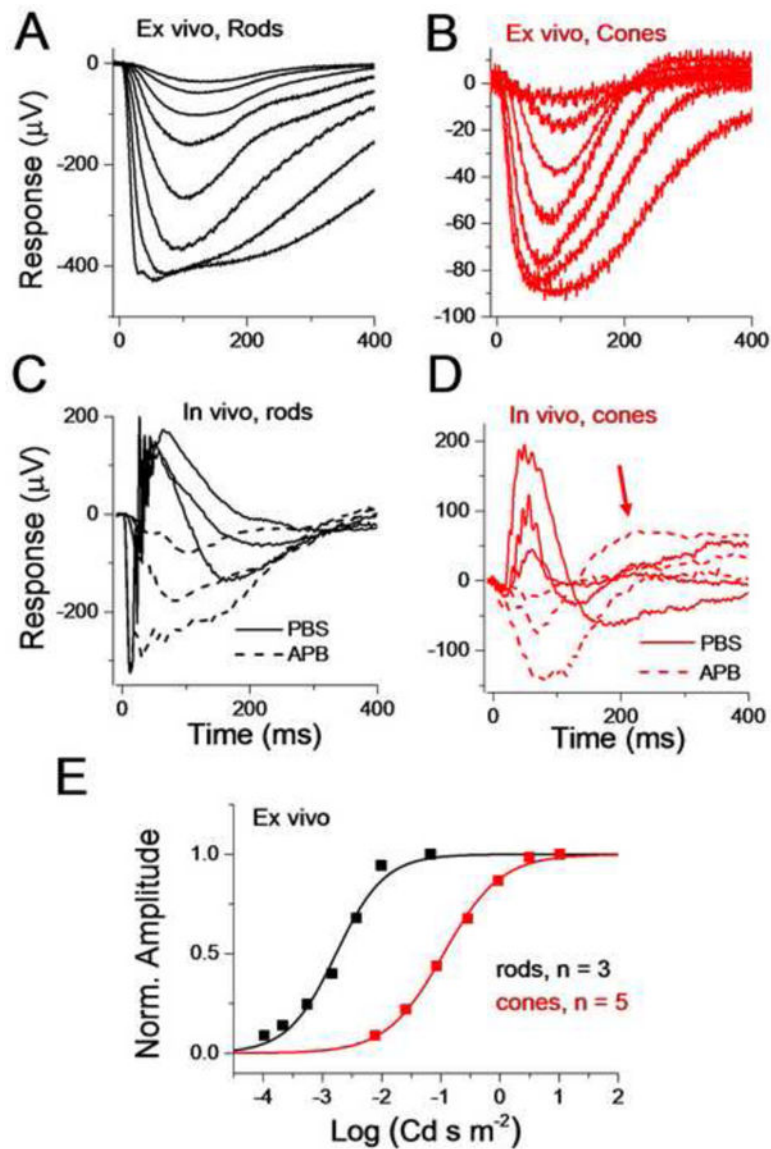 A
Ex vivo, Rods
Response (µV)
0
-200
-400
0
200
400
B
Ex vivo, Cones
0
-20
-40
-60
-80
-100
0
200
400
C
In vivo, rods
Response (µV)
200
0
-200
PBS
APB
0
200
400
Time (ms)
D
In vivo, cones
200
100
0
-100
PBS
APB
0
200
400
Time (ms)
E
Ex vivo
Norm. Amplitude
1.0
0.5
0.0
rods, n = 3
cones, n = 5
-4
-3
-2
-1
0
1
2
Log (Cd s m⁻²)